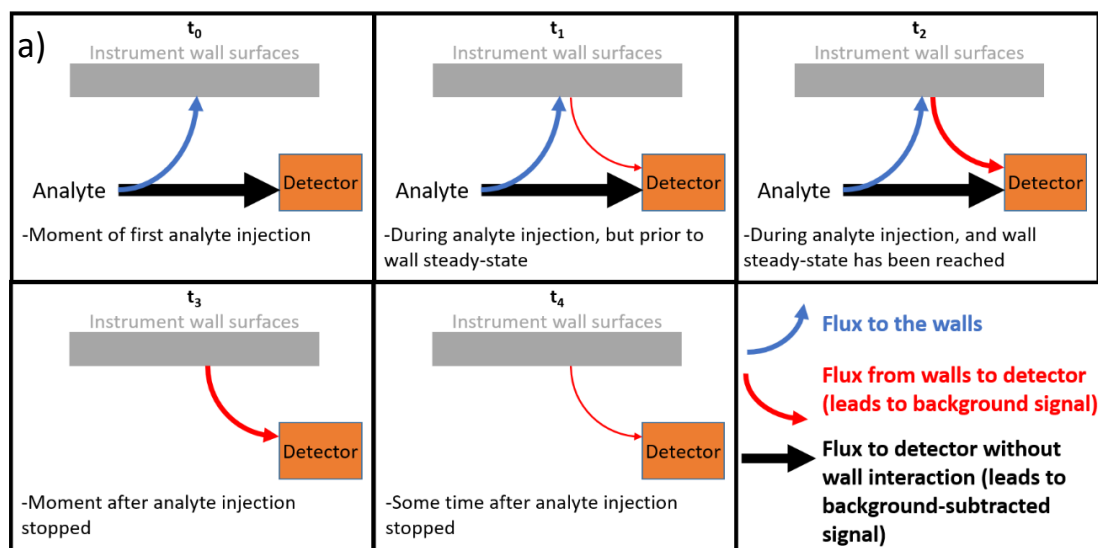 a)
t0
Instrument wall surfaces
Analyte
Detector
-Moment of first analyte injection
t1
Instrument wall surfaces
Analyte
Detector
-During analyte injection, but prior to
wall steady-state
t2
Instrument wall surfaces
Analyte
Detector
-During analyte injection, and wall
steady-state has been reached
t3
Instrument wall surfaces
Detector
-Moment after analyte injection
stopped
t4
Instrument wall surfaces
Detector
-Some time after analyte injection
stopped
Flux to the walls
Flux from walls to detector
(leads to background signal)
Flux to detector without
wall interaction (leads to
background-subtracted
signal)